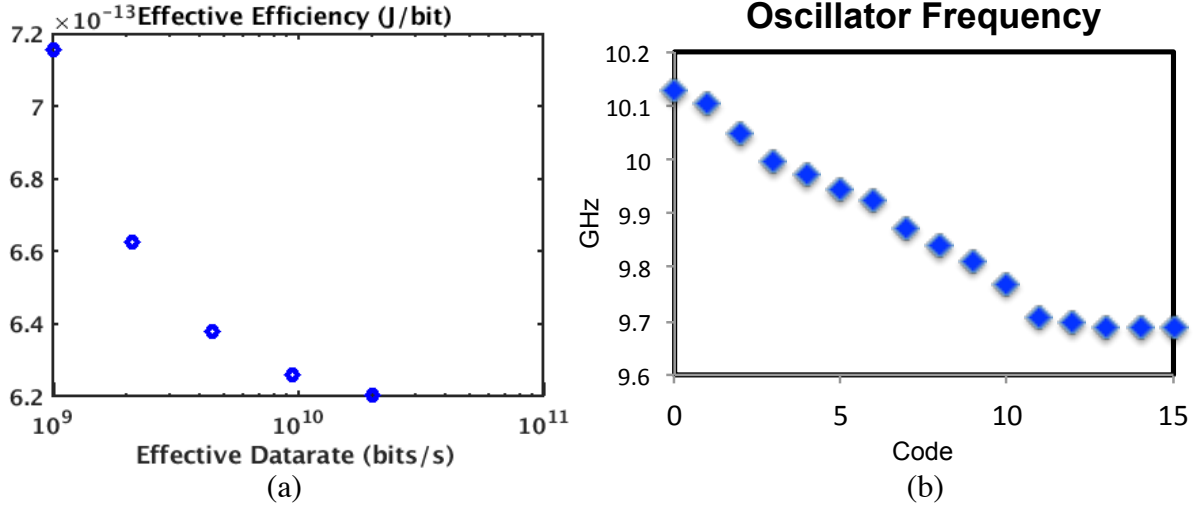 ×10⁻¹³Effective Efficiency (J/bit)
7.2
7
6.8
6.6
6.4
6.2
10⁹
10¹⁰
10¹¹
Effective Datarate (bits/s)
(a)
Oscillator Frequency
10.2
10.1
10
9.9
9.8
9.7
9.6
GHz
0
5
10
15
Code
(b)